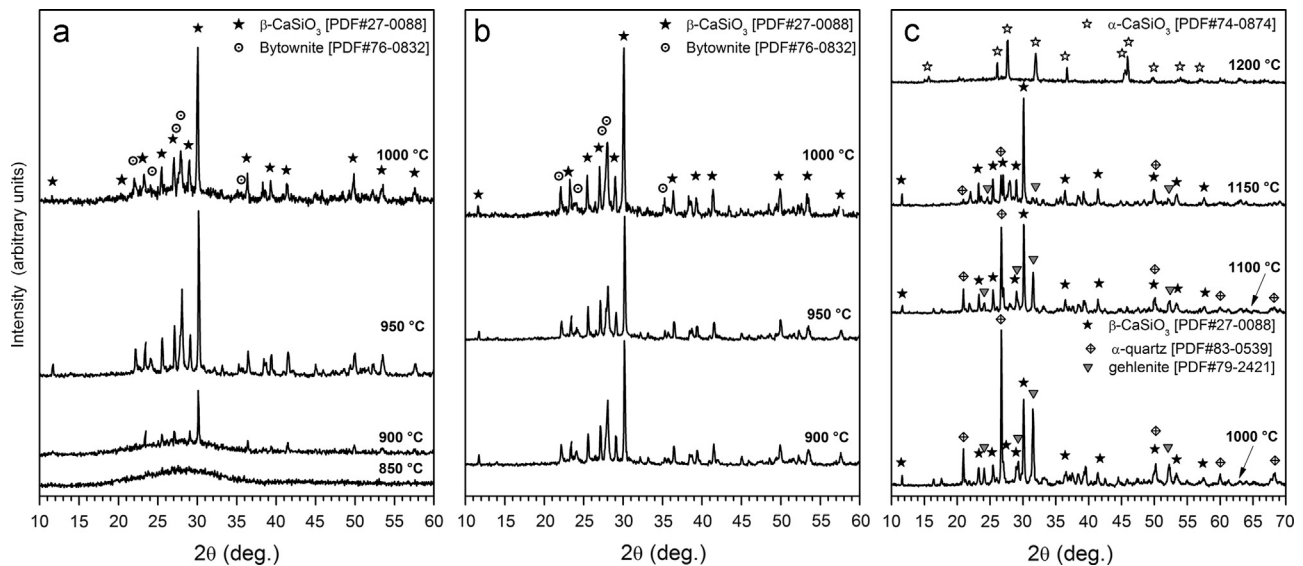 Intensity (arbitrary units)
a
★ β-CaSiO3 [PDF#27-0088]
⊙ Bytownite [PDF#76-0832]
1000 °C
950 °C
900 °C
850 °C
10 15 20 25 30 35 40 45 50 55 60
2θ (deg.)
b
★ β-CaSiO3 [PDF#27-0088]
⊙ Bytownite [PDF#76-0832]
1000 °C
950 °C
900 °C
10 15 20 25 30 35 40 45 50 55 60
2θ (deg.)
c
☆ α-CaSiO3 [PDF#74-0874]
1200 °C
1150 °C
1100 °C
★ β-CaSiO3 [PDF#27-0088]
α-quartz [PDF#83-0539]
▼ gehlenite [PDF#79-2421]
1000 °C
10 15 20 25 30 35 40 45 50 55 60 65 70
2θ (deg.)